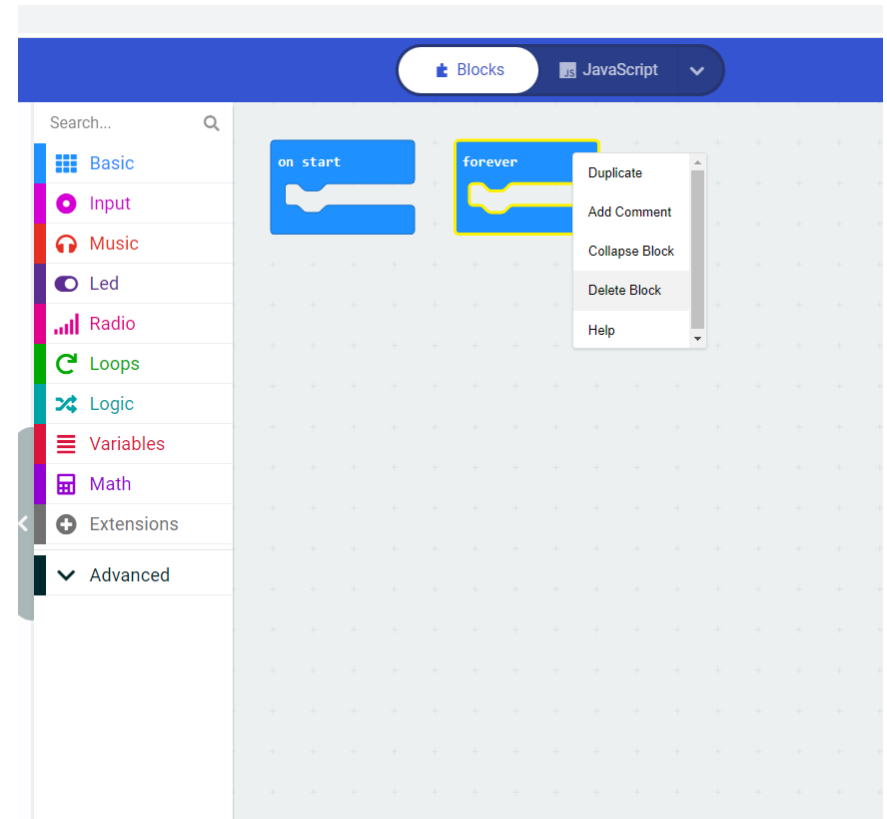 Blocks
JS JavaScript
Search...
Basic
Input
Music
Led
Radio
Loops
Logic
Variables
Math
Extensions
Advanced
on start
forever
Duplicate
Add Comment
Collapse Block
Delete Block
Help